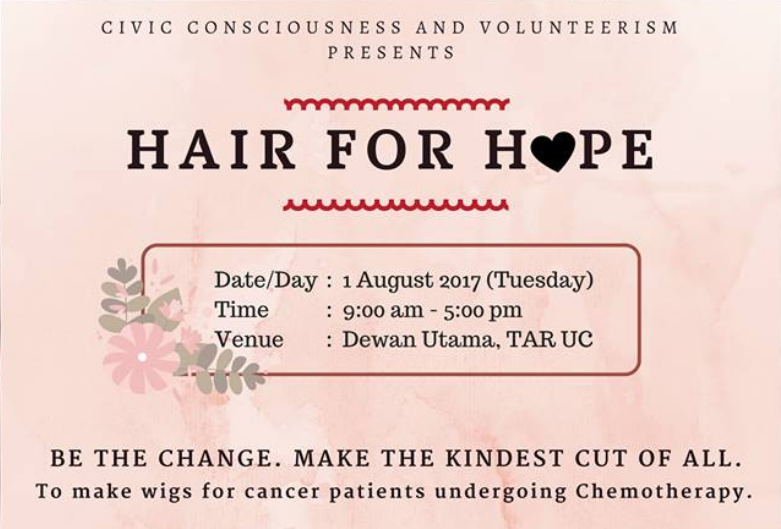 CIVIC CONSCIOUSNESS AND VOLUNTEERISM
PRESENTS
HAIR FOR H♥PE
Date/Day : 1 August 2017 (Tuesday)
Time : 9:00 am - 5:00 pm
Venue : Dewan Utama, TAR UC
BE THE CHANGE. MAKE THE KINDEST CUT OF ALL.
To make wigs for cancer patients undergoing Chemotherapy.